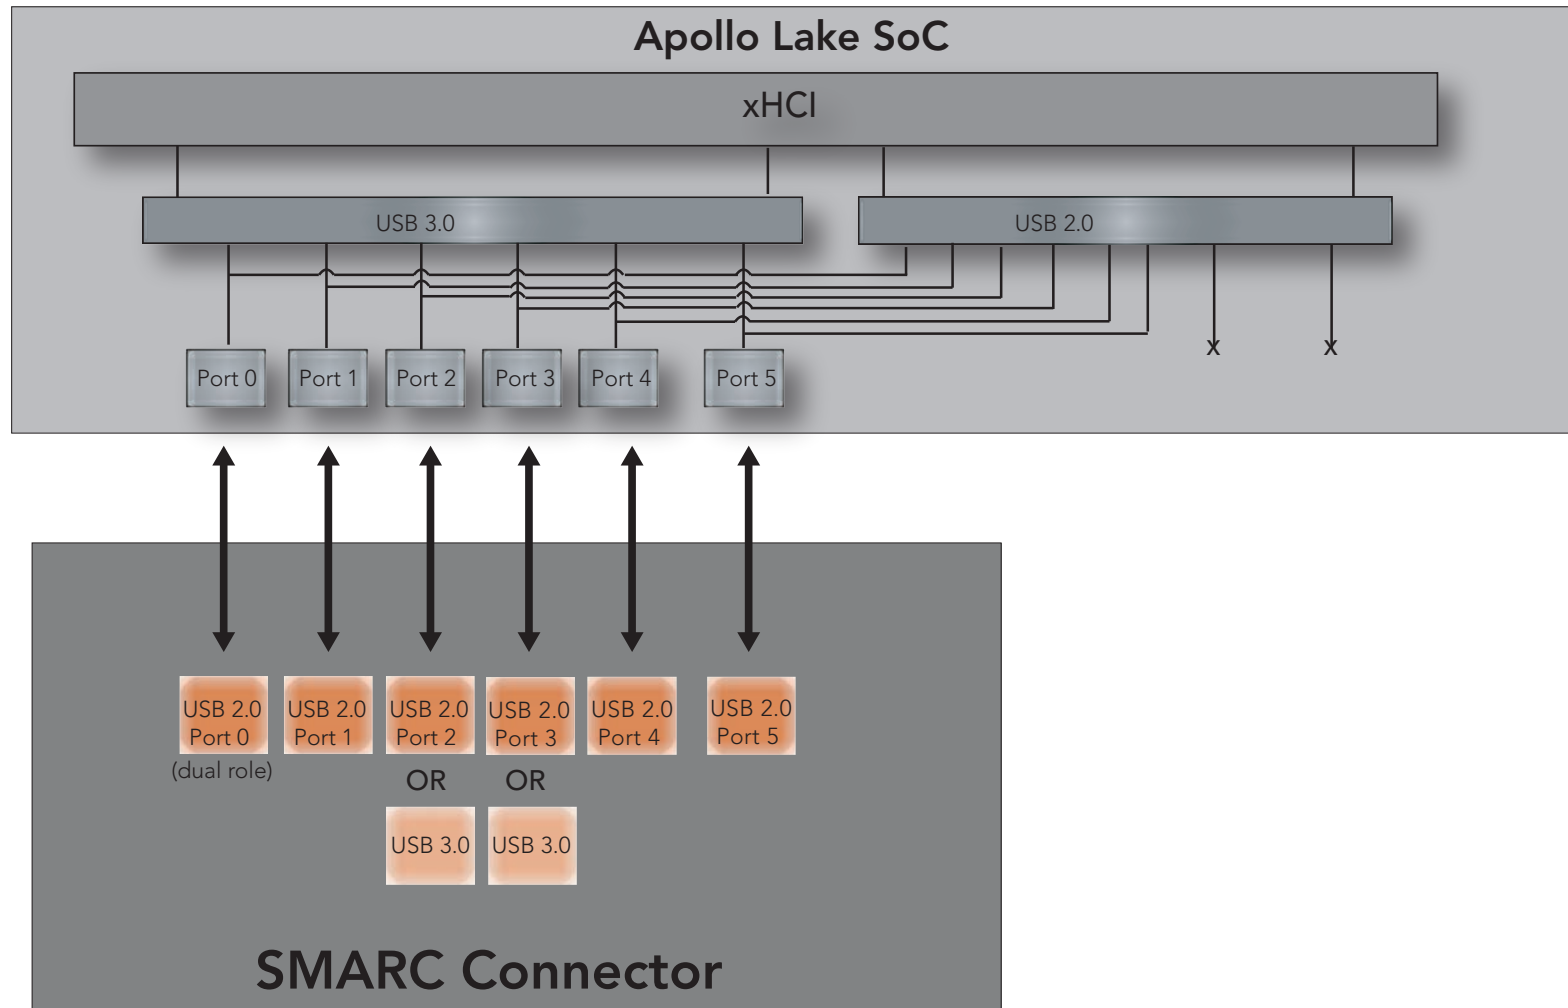 Apollo Lake SoC
xHCI
USB 3.0
USB 2.0
x
x
Port 0
Port 1
Port 2
Port 3
Port 4
Port 5
USB 2.0
Port 0
USB 2.0
Port 1
USB 2.0
Port 2
USB 2.0
Port 3
USB 2.0
Port 4
USB 2.0
Port 5
(dual role)
OR
OR
USB 3.0
USB 3.0
SMARC Connector